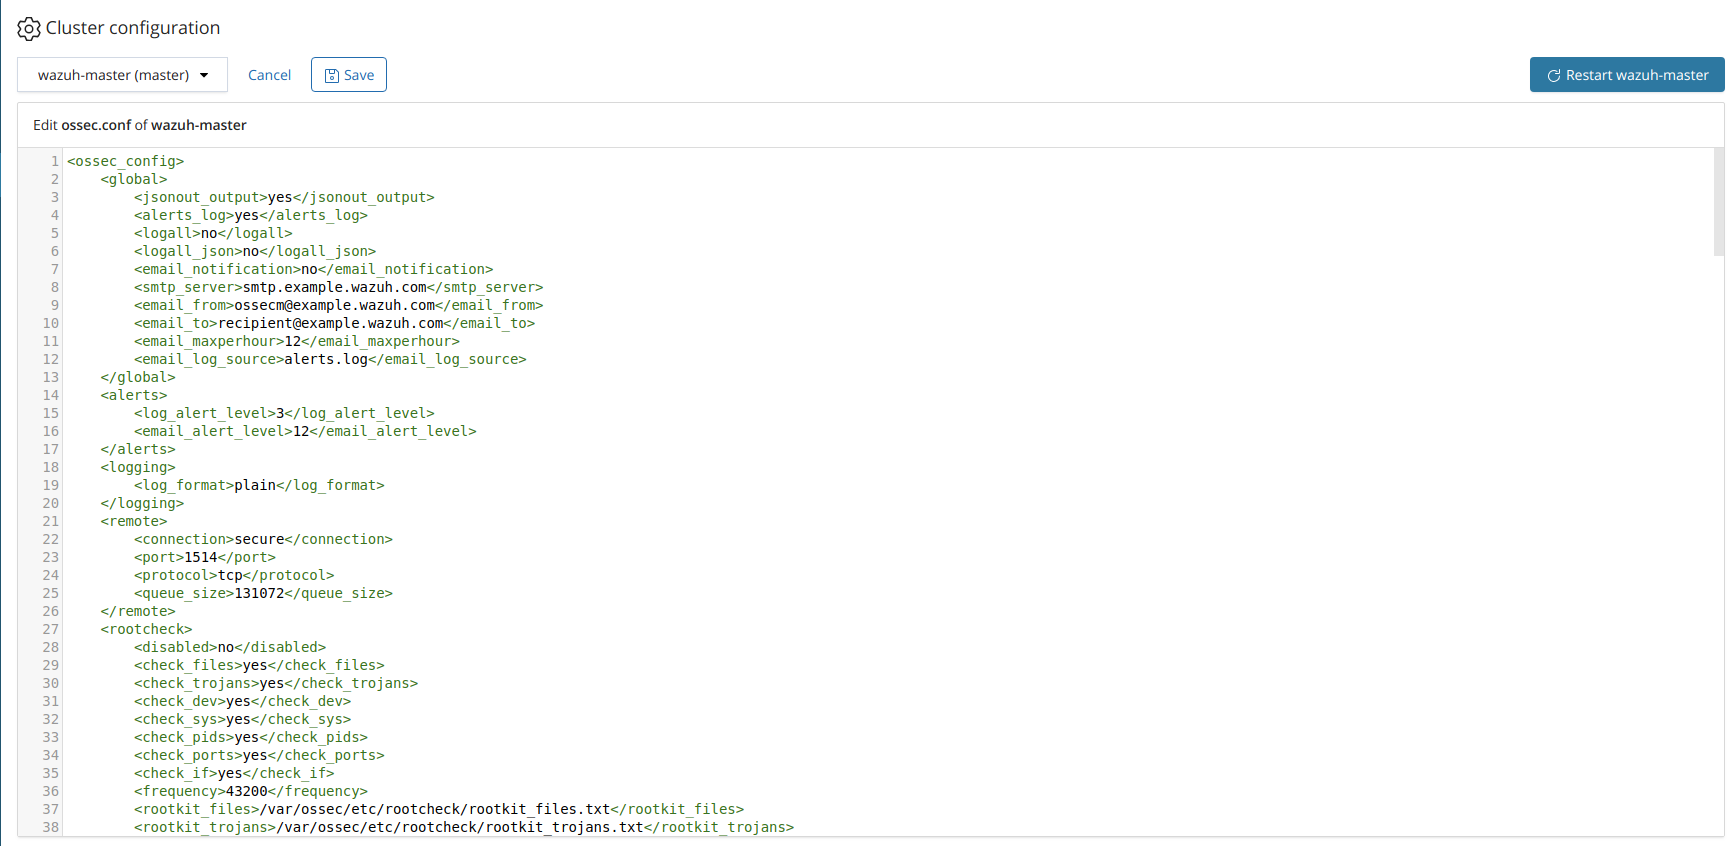 Cluster configuration
wazuh-master (master) Cancel Save Restart wazuh-master
Edit ossec.conf of wazuh-master
1 <ossec_config>
2 <global>
3 <jsonout_output>yes</jsonout_output>
4 <alerts_log>yes</alerts_log>
5 <logall>no</logall>
6 <logall_json>no</logall_json>
7 <email_notification>no</email_notification>
8 <smtp_server>smtp.example.wazuh.com</smtp_server>
9 <email_from>ossecm@example.wazuh.com</email_from>
10 <email_to>recipient@example.wazuh.com</email_to>
11 <email_maxperhour>12</email_maxperhour>
12 <email_log_source>alerts.log</email_log_source>
13 </global>
14 <alerts>
15 <log_alert_level>3</log_alert_level>
16 <email_alert_level>12</email_alert_level>
17 </alerts>
18 <logging>
19 <log_format>plain</log_format>
20 </logging>
21 <remote>
22 <connection>secure</connection>
23 <port>1514</port>
24 <protocol>tcp</protocol>
25 <queue_size>131072</queue_size>
26 </remote>
27 <rootcheck>
28 <disabled>no</disabled>
29 <check_files>yes</check_files>
30 <check_trojans>yes</check_trojans>
31 <check_dev>yes</check_dev>
32 <check_sys>yes</check_sys>
33 <check_pids>yes</check_pids>
34 <check_ports>yes</check_ports>
35 <check_if>yes</check_if>
36 <frequency>43200</frequency>
37 <rootkit_files>/var/ossec/etc/rootcheck/rootkit_files.txt</rootkit_files>
38 <rootkit_trojans>/var/ossec/etc/rootcheck/rootkit_trojans.txt</rootkit_trojans>